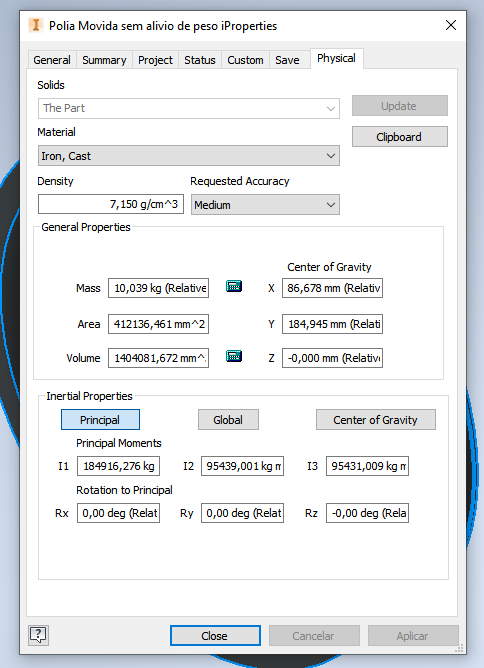 Polia Movida sem alivio de peso iProperties
General Summary Project Status Custom Save Physical
Solids
The Part
Update
Material
Clipboard
Iron, Cast
Density Requested Accuracy
7,150 g/cm^3 Medium
General Properties
Center of Gravity
Mass 10,039 kg (Relative X 86,678 mm (Relativ
Area 412136,461 mm^2 Y 184,945 mm (Relati
Volume 1404081,672 mm^ Z -0,000 mm (Relativ
Inertial Properties
Principal Global Center of Gravity
Principal Moments
I1 184916,276 kg I2 95439,001 kg m I3 95431,009 kg m
Rotation to Principal
Rx 0,00 deg (Relat Ry 0,00 deg (Relat Rz -0,00 deg (Rela
? Close Cancelar Aplicar